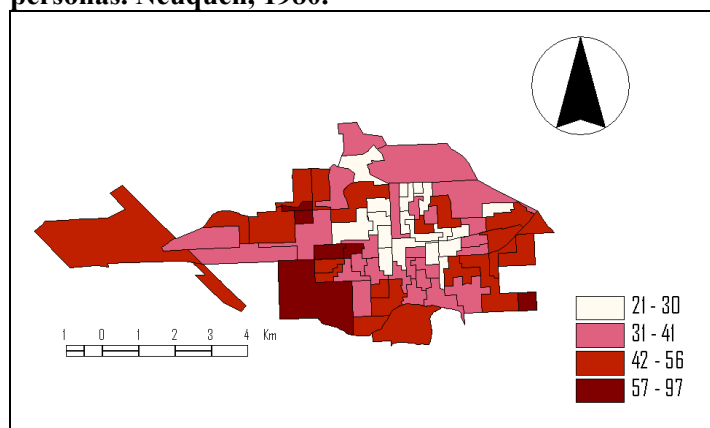 personas. Neuquén, 1980.
21 - 30
31 - 41
42 - 56
57 - 97
1 0 1 2 3 4 Km